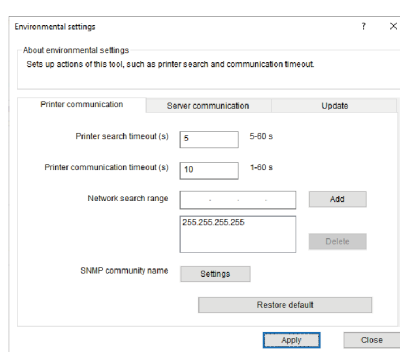 Environmental settings ? ×
About environmental settings
Sets up actions of this tool, such as printer search and communication timeout.
Printer communication Server communication Update
Printer search timeout (s) 5 5-60 s
Printer communication timeout (s) 10 1-60 s
Network search range . . . Add
255.255.255.255
Delete
SNMP community name Settings
Restore default
Apply Close